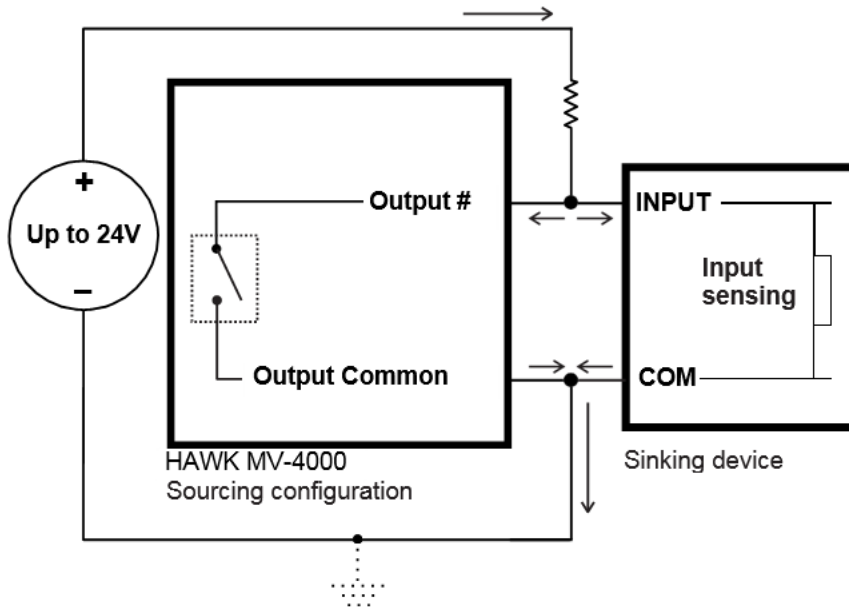 +
Up to 24V
−
Output #
Output Common
HAWK MV-4000
Sourcing configuration
INPUT
Input
sensing
COM
Sinking device